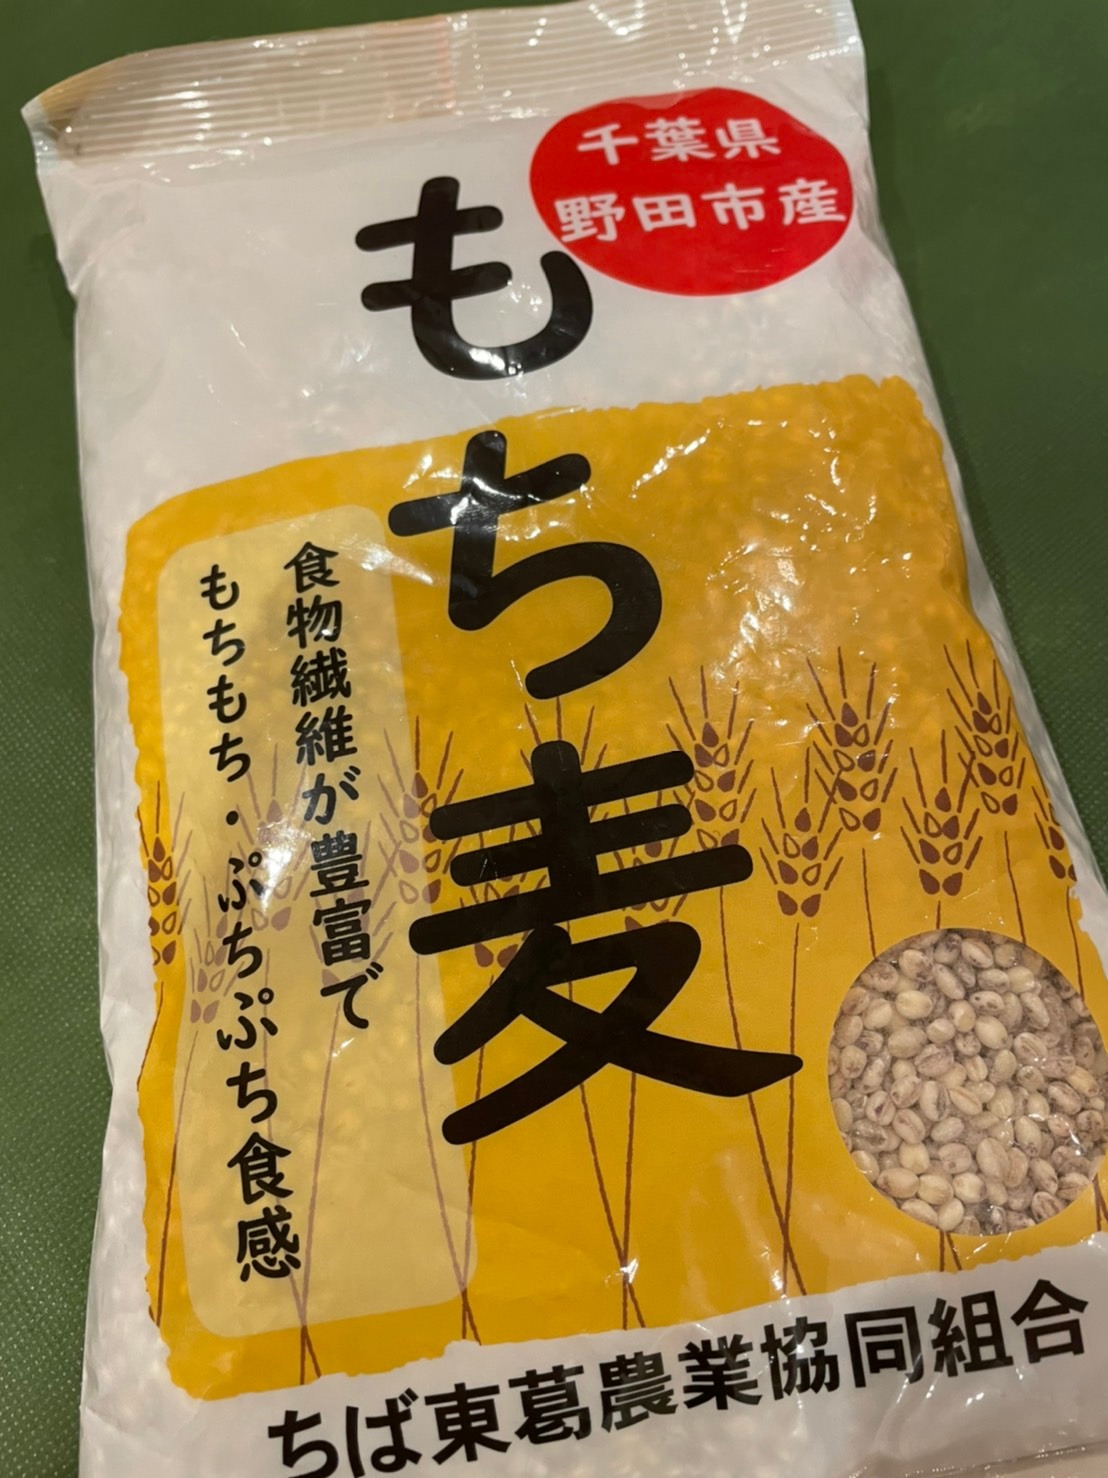 千葉県
野田市産
もち麦
食物繊維が豊富で
もちもち・ぷちぷち食感
ちば東葛農業協同組合